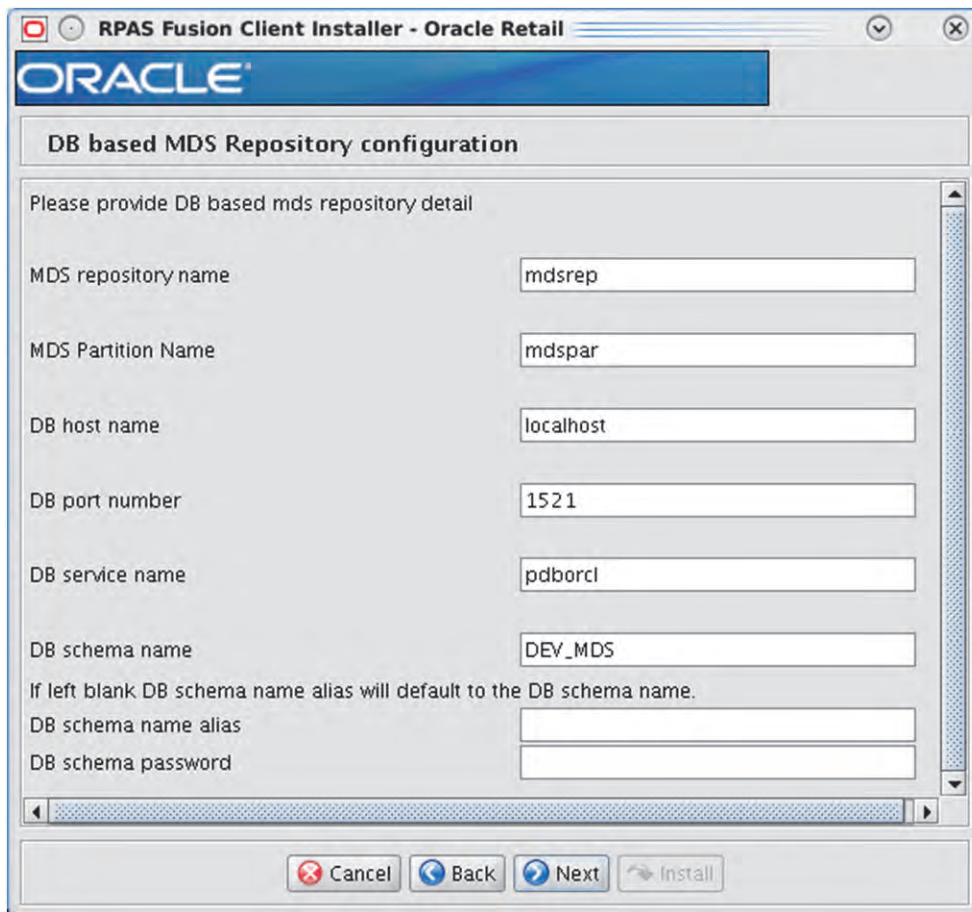 RPAS Fusion Client Installer - Oracle Retail
ORACLE
DB based MDS Repository configuration
Please provide DB based mds repository detail
MDS repository name mdsrep
MDS Partition Name mdspar
DB host name localhost
DB port number 1521
DB service name pdborcl
DB schema name DEV_MDS
If left blank DB schema name alias will default to the DB schema name.
DB schema name alias
DB schema password
Cancel Back Next Install